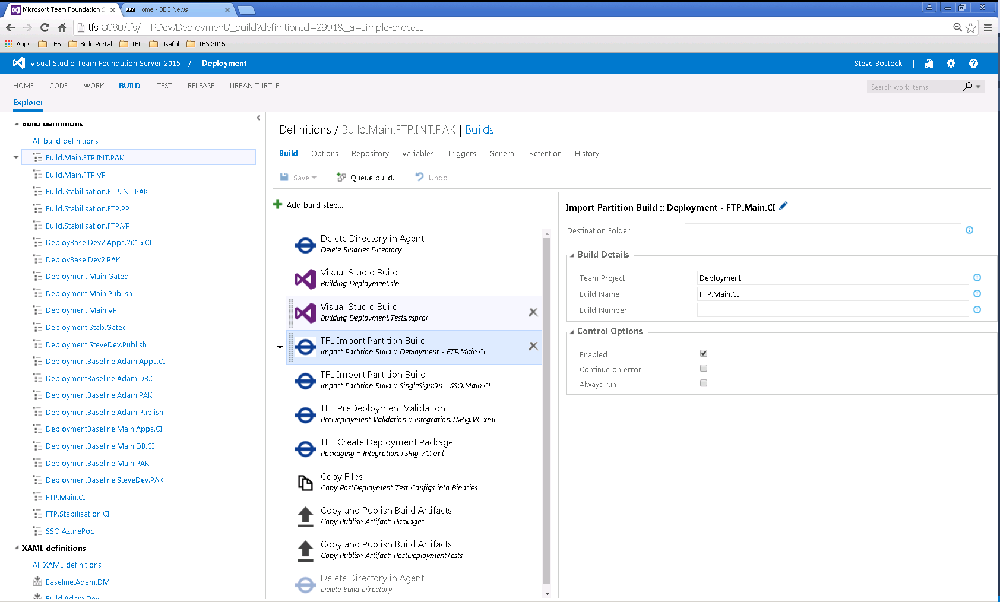 Microsoft Team Foundation S
Home - BBC News
tfs:8080/tfs/FTPDev/Deployment/_build?definitionId=2991&_a=simple-process
Apps TFS Build Portal TFL Useful TFS 2015
Visual Studio Team Foundation Server 2015 / Deployment
Steve Bostock |
HOME CODE WORK BUILD TEST RELEASE URBAN TURTLE
Search work items
Explorer
Build definitions
All build definitions
Build.Main.FTP.INT.PAK
Build.Main.FTP.VP
Build.Stabilisation.FTP.INT.PAK
Build.Stabilisation.FTP.PP
Build.Stabilisation.FTP.VP
DeployBase.Dev2.Apps.2015.CI
DeployBase.Dev2.PAK
Deployment.Main.Gated
Deployment.Main.Publish
Deployment.Main.VP
Deployment.Stab.Gated
Deployment.SteveDev.Publish
DeploymentBaseline.Adam.Apps.CI
DeploymentBaseline.Adam.DB.CI
DeploymentBaseline.Adam.PAK
DeploymentBaseline.Adam.Publish
DeploymentBaseline.Main.Apps.CI
DeploymentBaseline.Main.DB.CI
DeploymentBaseline.Main.PAK
DeploymentBaseline.SteveDev.PAK
FTP.Main.CI
FTP.Stabilisation.CI
SSO.AzurePoc
XAML definitions
All XAML definitions
Baseline.Adam.DM
Build.Adam.Dev
Definitions / Build.Main.FTP.INT.PAK | Builds
Build Options Repository Variables Triggers General Retention History
Save Queue build... Undo
Add build step...
Delete Directory in Agent
Delete Binaries Directory
Visual Studio Build
Building Deployment.sln
Visual Studio Build
Building Deployment.Tests.csproj
TFL Import Partition Build
Import Partition Build :: Deployment - FTP.Main.CI
TFL Import Partition Build
Import Partition Build :: SingleSignOn - SSO.Main.CI
TFL PreDeployment Validation
PreDeployment Validation :: Integration.TSRig.VC.xml -
TFL Create Deployment Package
Packaging :: Integration.TSRig.VC.xml -
Copy Files
Copy PostDeployment Test Configs into Binaries
Copy and Publish Build Artifacts
Copy Publish Artifact: Packages
Copy and Publish Build Artifacts
Copy Publish Artifact: PostDeploymentTests
Delete Directory in Agent
Delete Build Directory
Import Partition Build :: Deployment - FTP.Main.CI
Destination Folder
Build Details
Team Project Deployment
Build Name FTP.Main.CI
Build Number
Control Options
Enabled
Continue on error
Always run